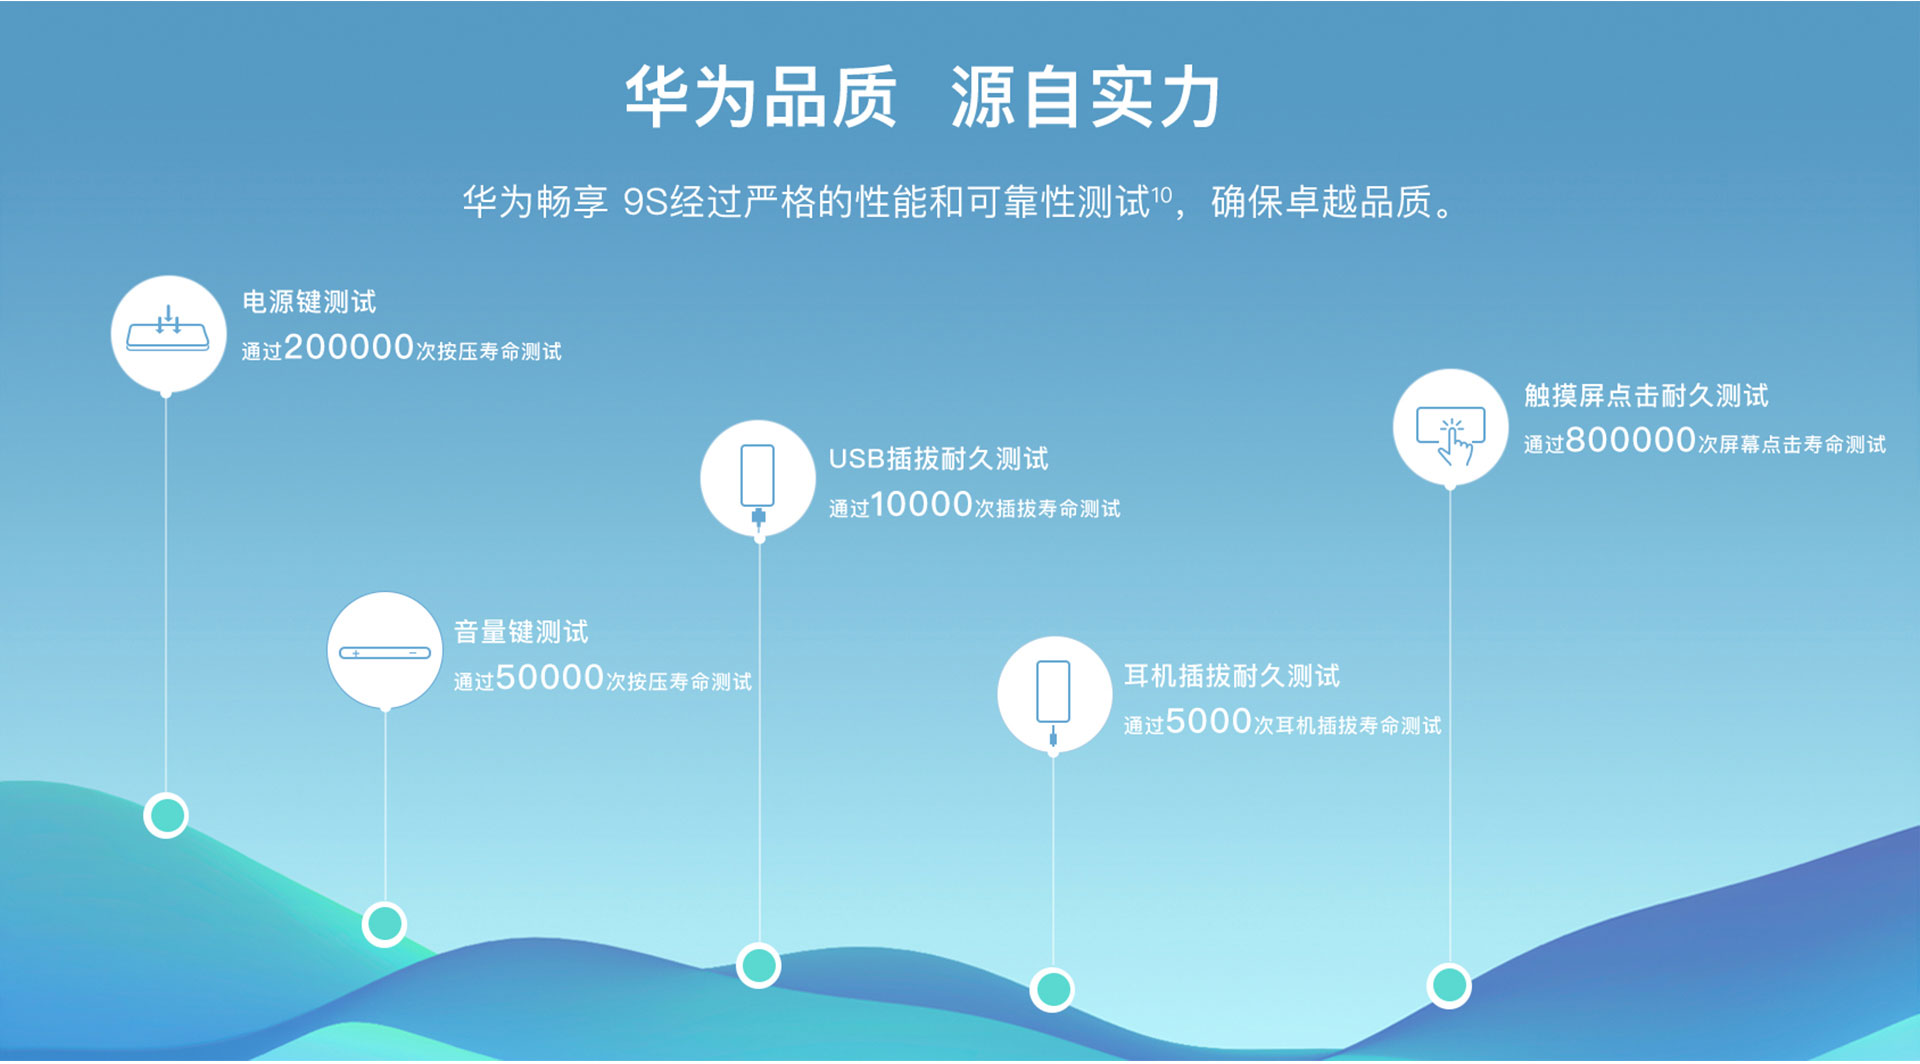 华为品质 源自实力
华为畅享 9S经过严格的性能和可靠性测试10，确保卓越品质。
电源键测试
通过200000次按压寿命测试
触摸屏点击耐久测试
通过800000次屏幕点击寿命测试
USB插拔耐久测试
通过10000次插拔寿命测试
音量键测试
通过50000次按压寿命测试
耳机插拔耐久测试
通过5000次耳机插拔寿命测试